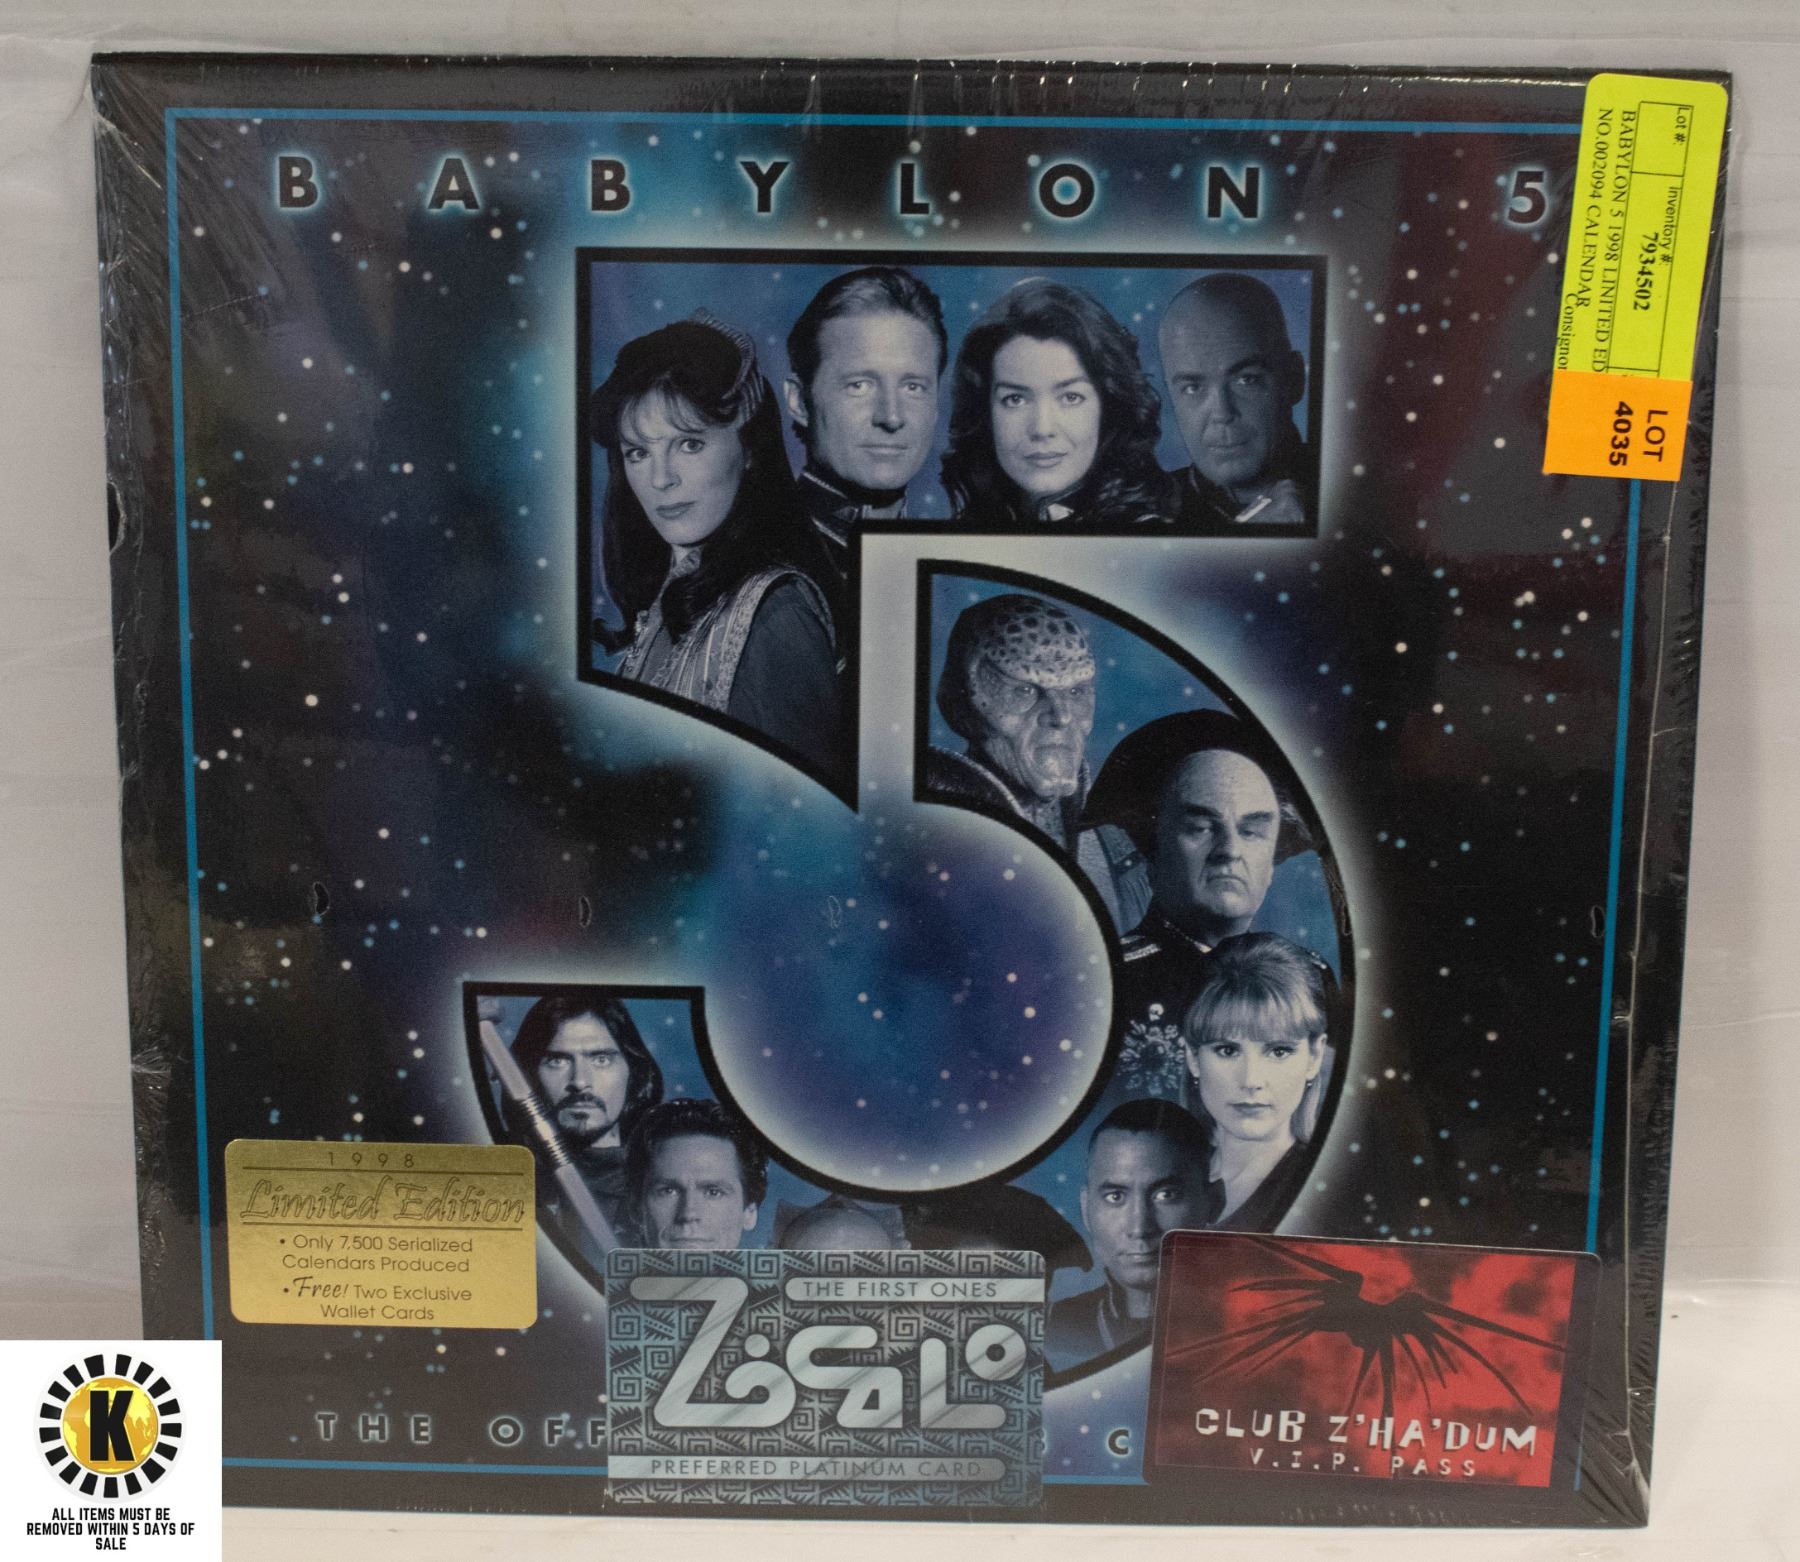 BABYLON 5
Lot #:
Inventory #:
7934502
BABYLON 5 1998 LINITED ED
NO.002094 CALENDAR
Consignor
LOT
4035
1998
Limited Edition
• Only 7,500 Serialized
Calendars Produced
• Free! Two Exclusive
Wallet Cards
THE OFF
C
THE FIRST ONES
ZÓCALO
PREFERRED PLATINUM CARD
CLUB Z'HA'DUM
V.I.P. PASS
K
ALL ITEMS MUST BE
REMOVED WITHIN 5 DAYS OF
SALE